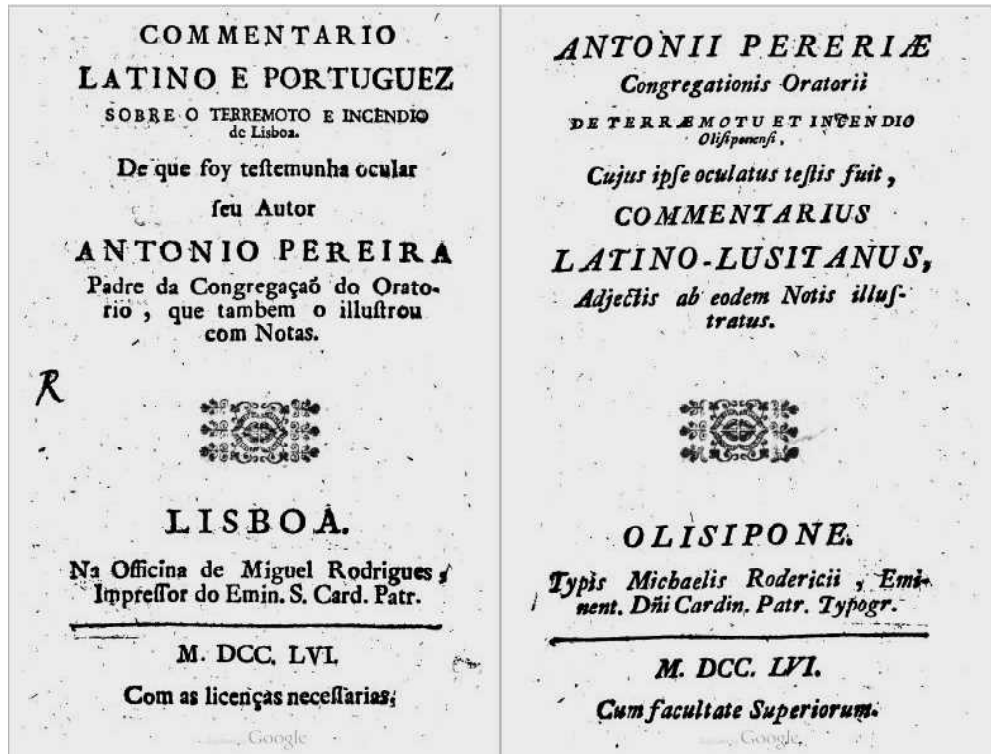 COMMENTARIO
LATINO E PORTUGUEZ
SOBRE O TERREMOTO E INCENDIO
de Lisboa.
De que foy teſtemunha ocular
ſeu Autor
ANTONIO PEREIRA
Padre da Congregaçaõ do Orato-
rio, que tambem o illuſtrou
com Notas.
R
LISBOA.
Na Officina de Miguel Rodrigues,
Impreſſor do Emin. S. Card. Patr.
M. DCC. LVI.
Com as licenças neceſſarias.
Google
ANTONII PERERIÆ
Congregationis Oratorii
DE TERRÆMOTU ET INCENDIO
Oliſiponenſi,
Cujus ipſe oculatus teſtis fuit,
COMMENTARIUS
LATINO-LUSITANUS,
Adjectis ab eodem Notis illuſ-
tratus.
OLISIPONE.
Typis Michaelis Rodericii, Emi-
nent. Dñi Cardin. Patr. Typogr.
M. DCC. LVI.
Cum facultate Superiorum.
Google